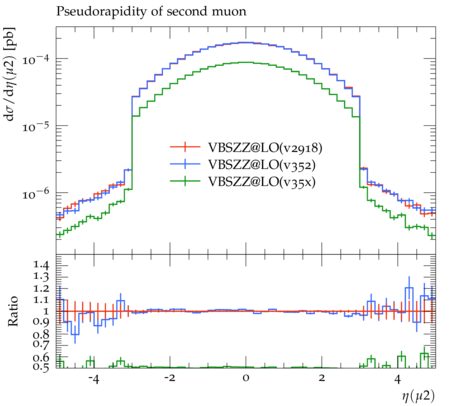 Pseudorapidity of second muon
dσ/dη(μ2) [pb]
10⁻⁴
10⁻⁵
10⁻⁶
VBSZZ@LO(v2918)
VBSZZ@LO(v352)
VBSZZ@LO(v35x)
Ratio
1.4
1.3
1.2
1.1
1
0.9
0.8
0.7
0.6
0.5
-4 -2 0 2 4
η(μ2)